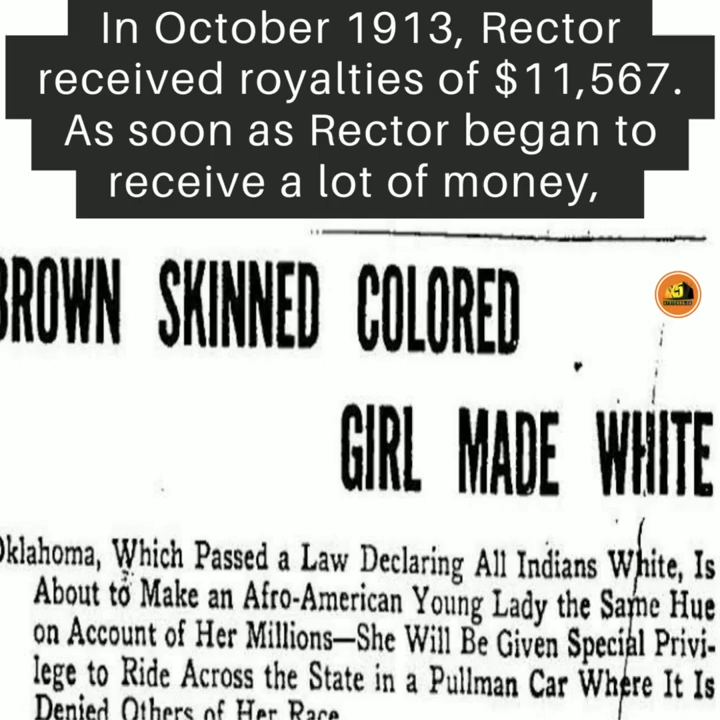 In October 1913, Rector
received royalties of $11,567.
As soon as Rector began to
receive a lot of money,
BROWN SKINNED COLORED
GIRL MADE WHITE
Oklahoma, Which Passed a Law Declaring All Indians White, Is
About to Make an Afro-American Young Lady the Same Hue
on Account of Her Millions—She Will Be Given Special Privi-
lege to Ride Across the State in a Pullman Car Where It Is
Denied Others of Her Race